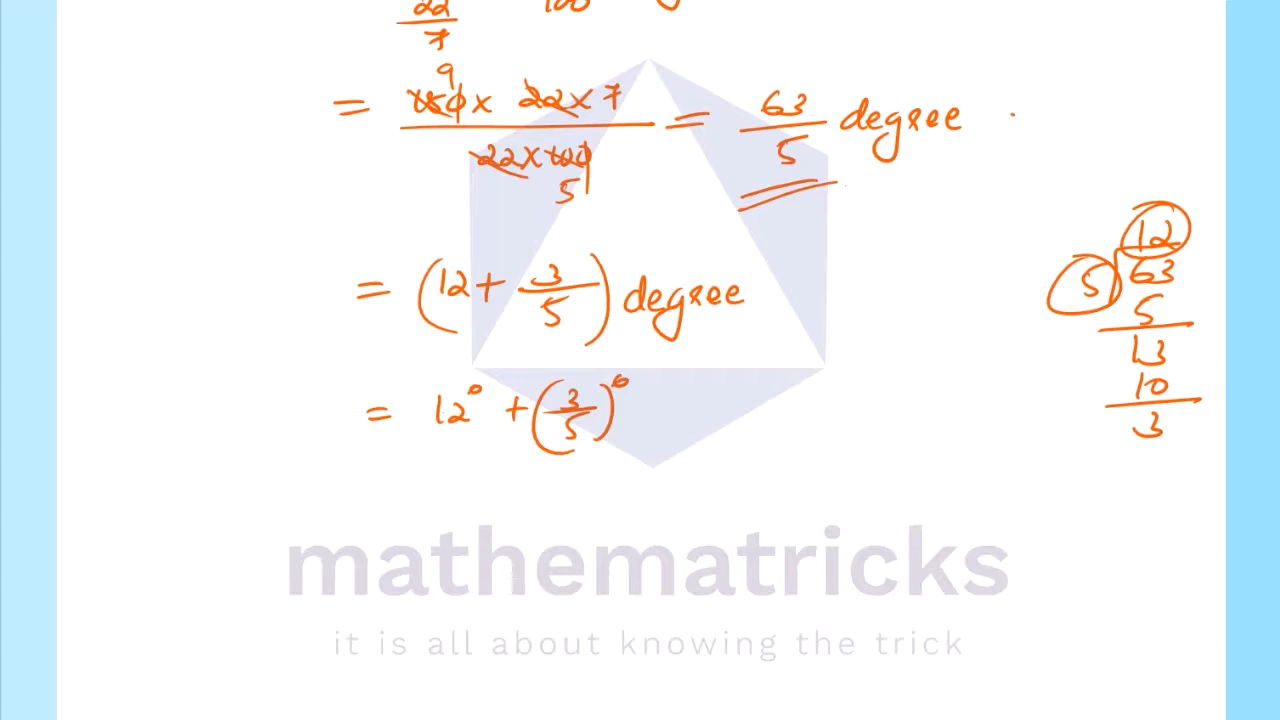 22 100
7
9
= 180 x 22 x 7 = 63 degree
22 x 100 5
5
= (12 + 3/5) degree
= 12° + (3/5)°
12
5 63
5
13
10
3
mathematricks
it is all about knowing the trick